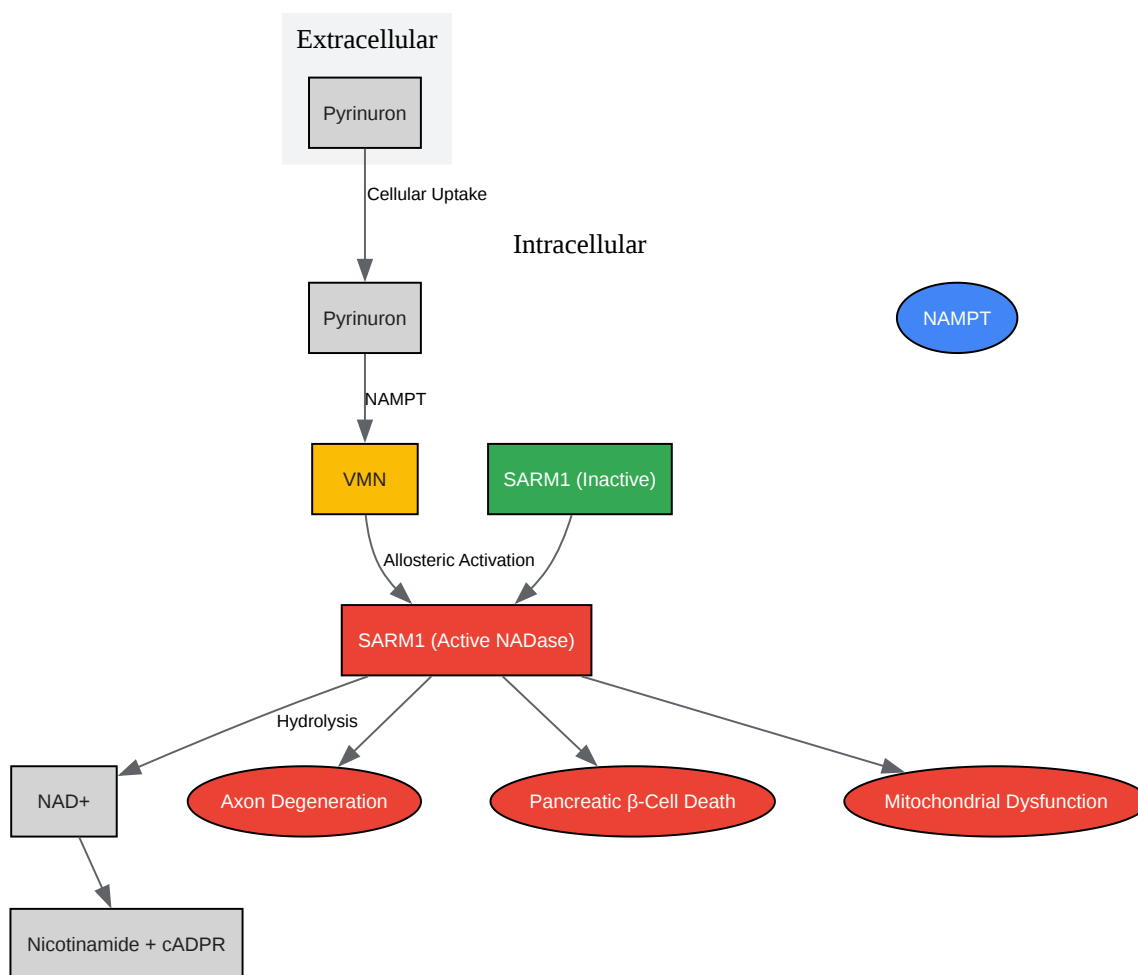 Extracellular
Pyrinuron
Cellular Uptake
Intracellular
Pyrinuron
NAMPT
NAMPT
VMN
SARM1 (Inactive)
Allosteric Activation
SARM1 (Active NADase)
Hydrolysis
NAD+
Axon Degeneration
Pancreatic β-Cell Death
Mitochondrial Dysfunction
Nicotinamide + cADPR